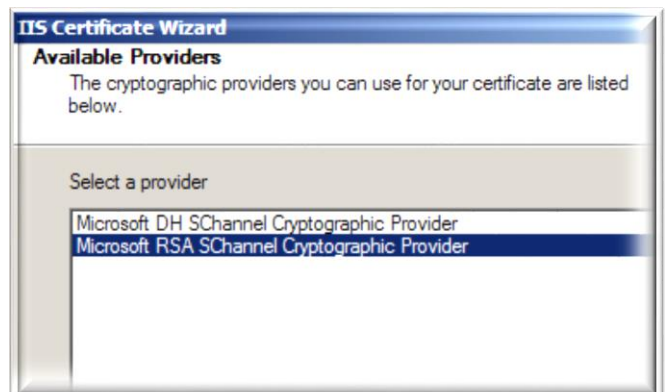 IIS Certificate Wizard
Available Providers
The cryptographic providers you can use for your certificate are listed
below.
Select a provider
Microsoft DH SChannel Cryptographic Provider
Microsoft RSA SChannel Cryptographic Provider